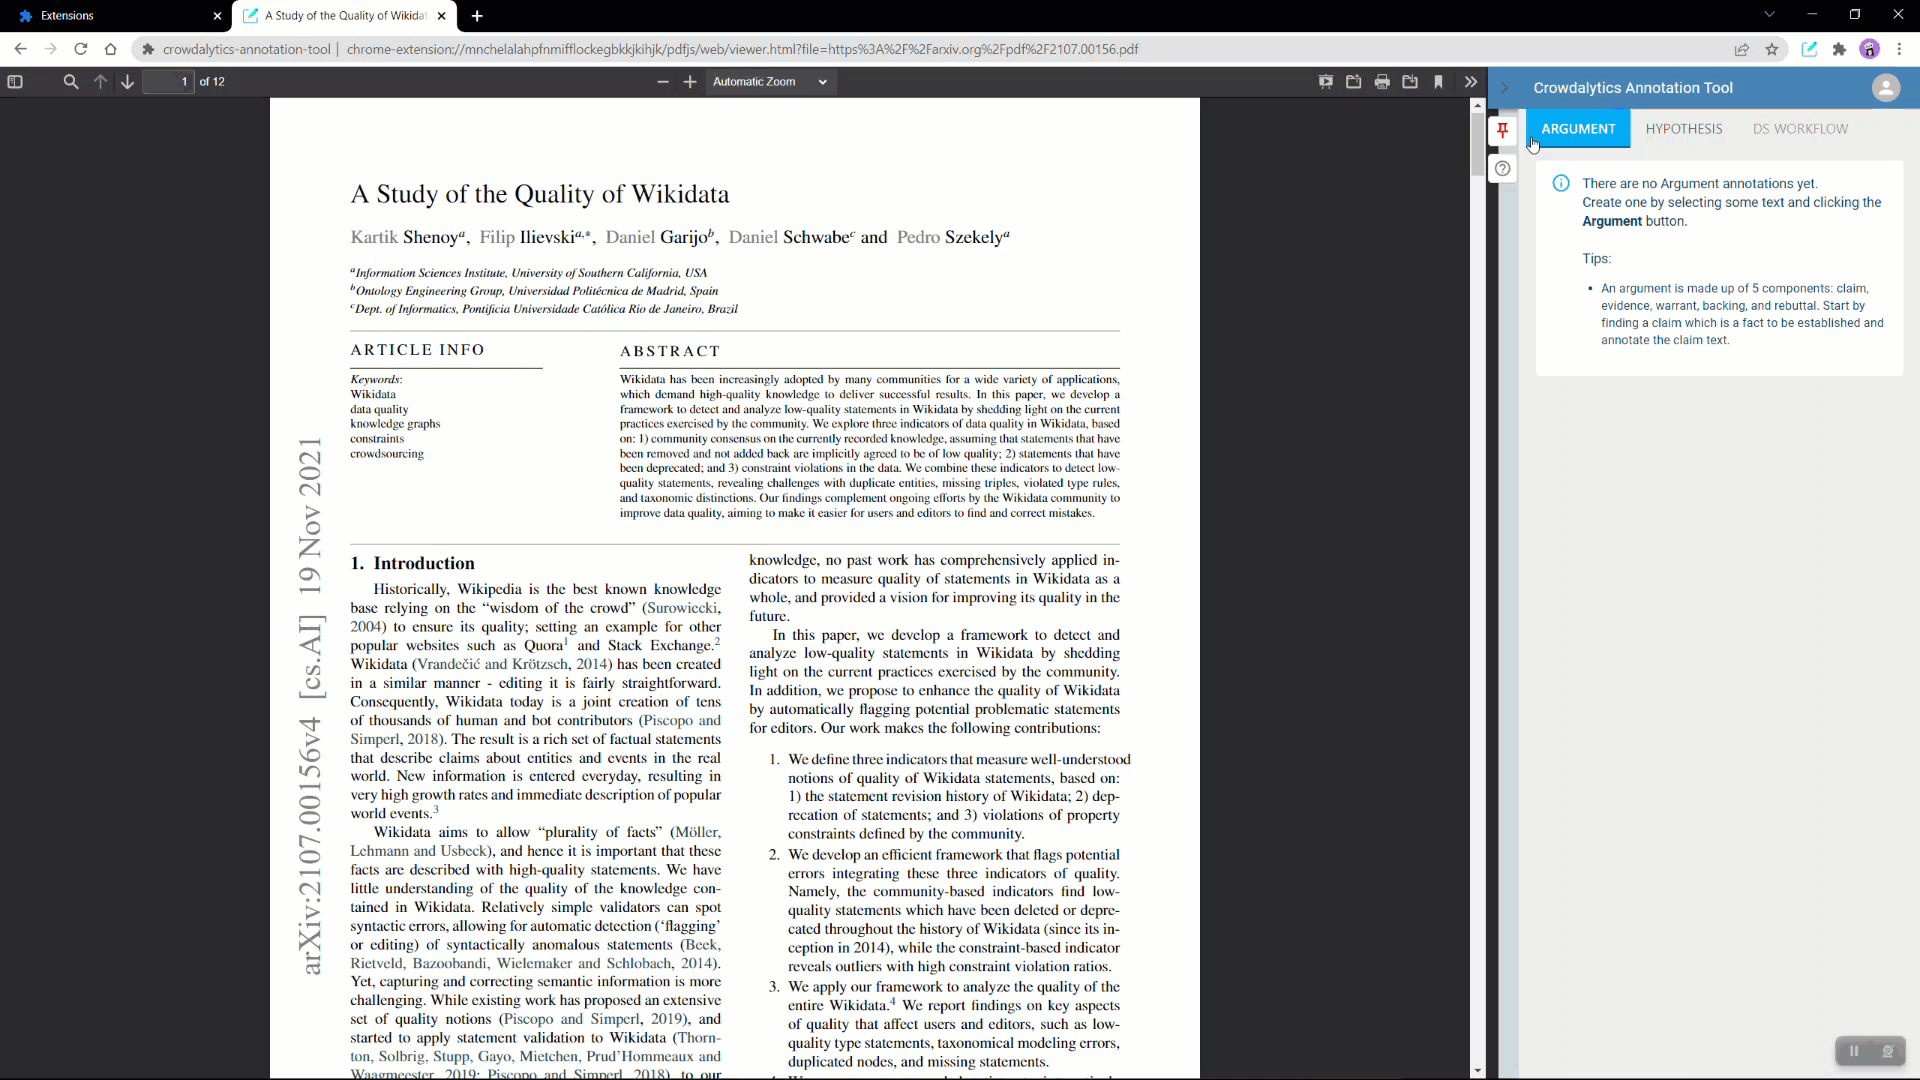 Extensions
A Study of the Quality of Wikidat
crowdalytics-annotation-tool | chrome-extension://mnchelalahpfnmifflockegbkkjkihjk/pdfjs/web/viewer.html?file=https%3A%2F%2Farxiv.org%2Fpdf%2F2107.00156.pdf
1 of 12
Automatic Zoom
Crowdalytics Annotation Tool
ARGUMENT HYPOTHESIS DS WORKFLOW
There are no Argument annotations yet.
Create one by selecting some text and clicking the
Argument button.
Tips:
• An argument is made up of 5 components: claim,
evidence, warrant, backing, and rebuttal. Start by
finding a claim which is a fact to be established and
annotate the claim text.
arXiv:2107.00156v4 [cs.AI] 19 Nov 2021
A Study of the Quality of Wikidata
Kartik Shenoyᵃ, Filip Ilievskiᵃ,*, Daniel Garijoᵇ, Daniel Schwabeᶜ and Pedro Szekelyᵃ
ᵃInformation Sciences Institute, University of Southern California, USA
ᵇOntology Engineering Group, Universidad Politécnica de Madrid, Spain
ᶜDept. of Informatics, Pontificia Universidade Católica Rio de Janeiro, Brazil
ARTICLE INFO
Keywords:
Wikidata
data quality
knowledge graphs
constraints
crowdsourcing
ABSTRACT
Wikidata has been increasingly adopted by many communities for a wide variety of applications,
which demand high-quality knowledge to deliver successful results. In this paper, we develop a
framework to detect and analyze low-quality statements in Wikidata by shedding light on the current
practices exercised by the community. We explore three indicators of data quality in Wikidata, based
on: 1) community consensus on the currently recorded knowledge, assuming that statements that have
been removed and not added back are implicitly agreed to be of low quality; 2) statements that have
been deprecated; and 3) constraint violations in the data. We combine these indicators to detect low-
quality statements, revealing challenges with duplicate entities, missing triples, violated type rules,
and taxonomic distinctions. Our findings complement ongoing efforts by the Wikidata community to
improve data quality, aiming to make it easier for users and editors to find and correct mistakes.
1. Introduction
Historically, Wikipedia is the best known knowledge
base relying on the “wisdom of the crowd” (Surowiecki,
2004) to ensure its quality; setting an example for other
popular websites such as Quora¹ and Stack Exchange.²
Wikidata (Vrandečić and Krötzsch, 2014) has been created
in a similar manner - editing it is fairly straightforward.
Consequently, Wikidata today is a joint creation of tens
of thousands of human and bot contributors (Piscopo and
Simperl, 2018). The result is a rich set of factual statements
that describe claims about entities and events in the real
world. New information is entered everyday, resulting in
very high growth rates and immediate description of popular
world events.³
Wikidata aims to allow “plurality of facts” (Möller,
Lehmann and Usbeck), and hence it is important that these
facts are described with high-quality statements. We have
little understanding of the quality of the knowledge con-
tained in Wikidata. Relatively simple validators can spot
syntactic errors, allowing for automatic detection (‘flagging’
or editing) of syntactically anomalous statements (Beek,
Rietveld, Bazoobandi, Wielemaker and Schlobach, 2014).
Yet, capturing and correcting semantic information is more
challenging. While existing work has proposed an extensive
set of quality notions (Piscopo and Simperl, 2019), and
started to apply statement validation to Wikidata (Thorn-
ton, Solbrig, Stupp, Gayo, Mietchen, Prud’Hommeaux and
Waagmeester, 2019; Piscopo and Simperl, 2018) to our
knowledge, no past work has comprehensively applied in-
dicators to measure quality of statements in Wikidata as a
whole, and provided a vision for improving its quality in the
future.
In this paper, we develop a framework to detect and
analyze low-quality statements in Wikidata by shedding
light on the current practices exercised by the community.
In addition, we propose to enhance the quality of Wikidata
by automatically flagging potential problematic statements
for editors. Our work makes the following contributions:
1. We define three indicators that measure well-understood
notions of quality of Wikidata statements, based on:
1) the statement revision history of Wikidata; 2) dep-
recation of statements; and 3) violations of property
constraints defined by the community.
2. We develop an efficient framework that flags potential
errors integrating these three indicators of quality.
Namely, the community-based indicators find low-
quality statements which have been deleted or depre-
cated throughout the history of Wikidata (since its in-
ception in 2014), while the constraint-based indicator
reveals outliers with high constraint violation ratios.
3. We apply our framework to analyze the quality of the
entire Wikidata.⁴ We report findings on key aspects
of quality that affect users and editors, such as low-
quality type statements, taxonomical modeling errors,
duplicated nodes, and missing statements.